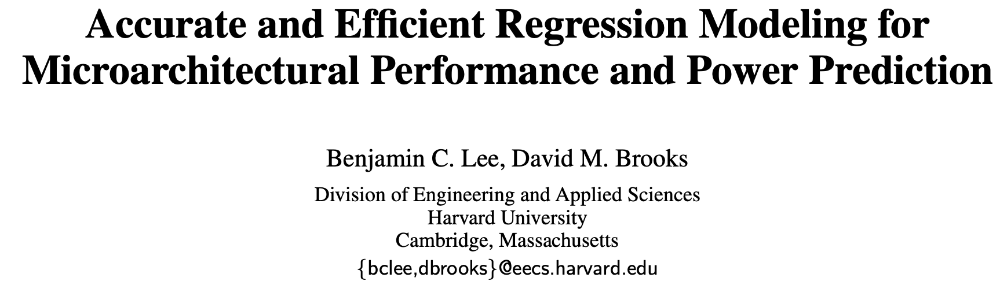 Accurate and Efficient Regression Modeling for
Microarchitectural Performance and Power Prediction
Benjamin C. Lee, David M. Brooks
Division of Engineering and Applied Sciences
Harvard University
Cambridge, Massachusetts
{bclee,dbrooks}@eecs.harvard.edu